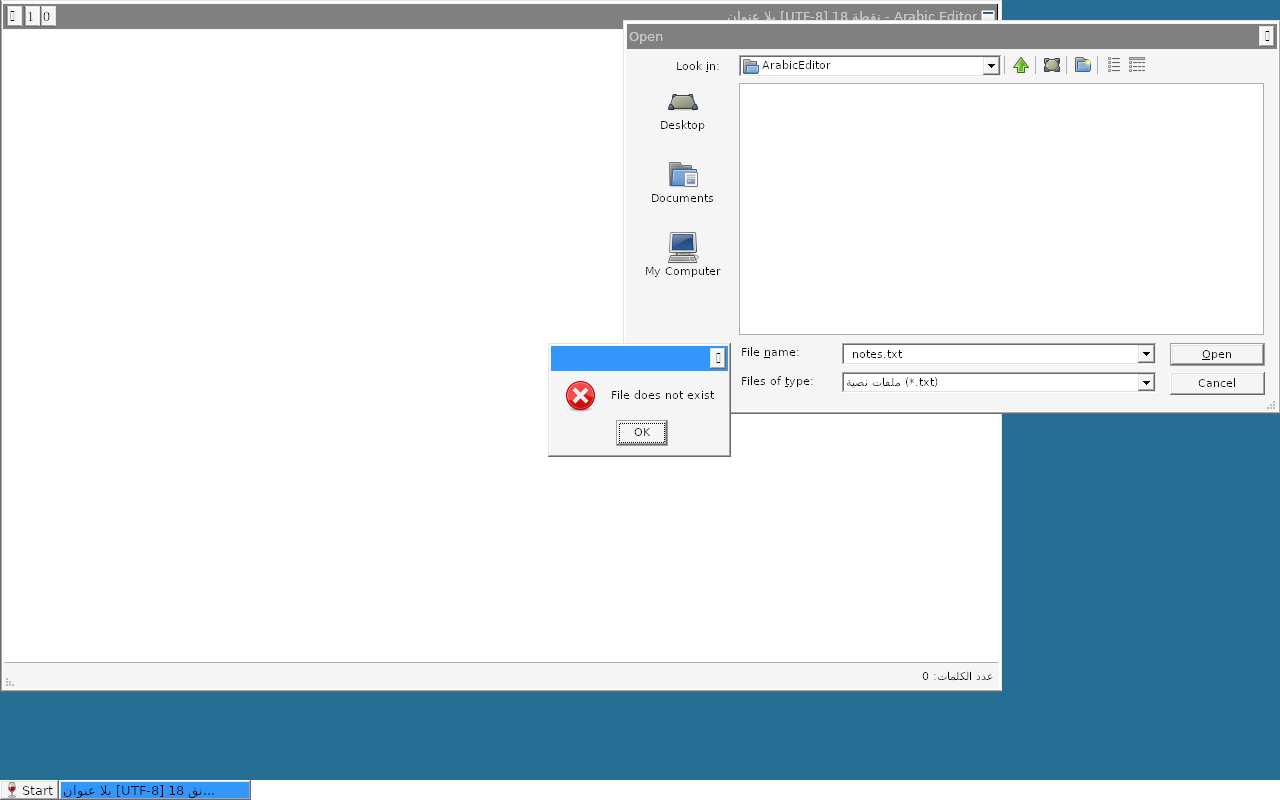 نقطة 18 [UTF-8] بلا عنوان - Arabic Editor
Open
Look in:
ArabicEditor
Desktop
Documents
My Computer
File name:
notes.txt
Open
Files of type:
ملفات نصية (*.txt)
Cancel
File does not exist
OK
عدد الكلمات: 0
Start
بلا عنوان [UTF-8] 18 نق...